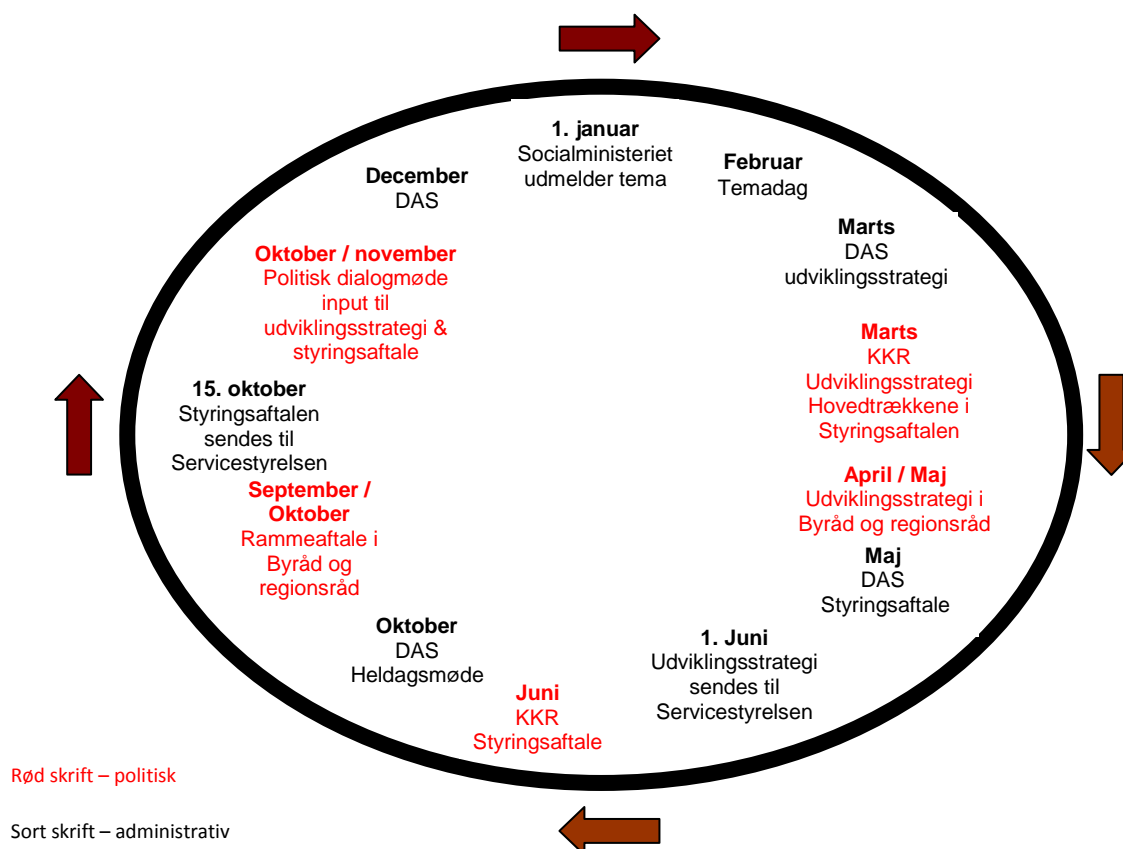 1. januar
Socialministeriet
udmelder tema
Februar
Temadag
Marts
DAS
udviklingsstrategi
Marts
KKR
Udviklingsstrategi
Hovedtrækkene i
Styringsaftalen
April / Maj
Udviklingsstrategi i
Byråd og regionsråd
Maj
DAS
Styringsaftale
1. Juni
Udviklingsstrategi
sendes til
Servicestyrelsen
Juni
KKR
Styringsaftale
Oktober
DAS
Heldagsmøde
September /
Oktober
Rammeaftale i
Byråd og
regionsråd
15. oktober
Styringsaftalen
sendes til
Servicestyrelsen
Oktober / november
Politisk dialogmøde
input til
udviklingsstrategi &
styringsaftale
December
DAS
Rød skrift – politisk
Sort skrift – administrativ